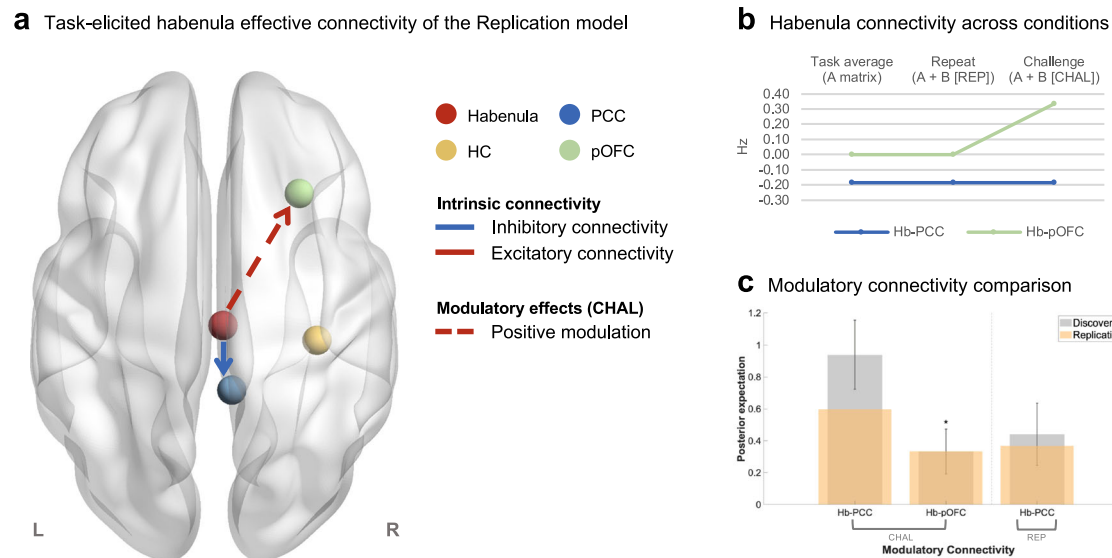 a Task-elicited habenula effective connectivity of the Replication model
Habenula
PCC
HC
pOFC
Intrinsic connectivity
Inhibitory connectivity
Excitatory connectivity
Modulatory effects (CHAL)
Positive modulation
L
R
b Habenula connectivity across conditions
Task average Repeat Challenge
(A matrix) (A + B [REP]) (A + B [CHAL])
0.40
0.30
0.20
0.10
0.00
-0.10
-0.20
-0.30
Hz
Hb-PCC Hb-pOFC
c Modulatory connectivity comparison
Discover
Replicati
1.2
1
0.8
0.6
0.4
0.2
0
Posterior expectation
*
Hb-PCC Hb-pOFC Hb-PCC
CHAL REP
Modulatory Connectivity